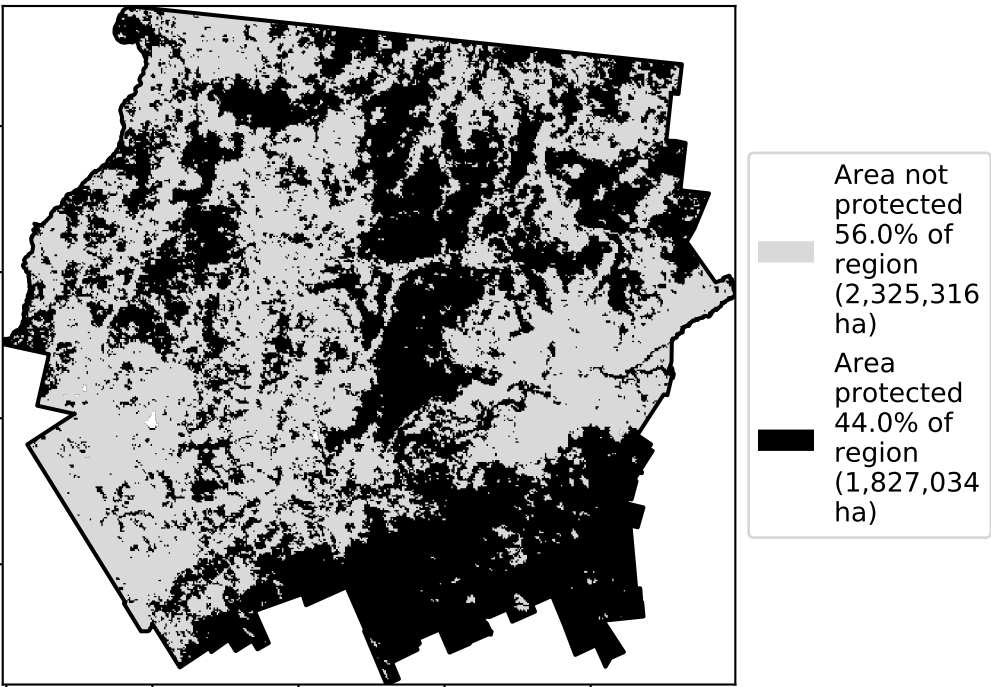 Area not
protected
56.0% of
region
(2,325,316
ha)
Area
protected
44.0% of
region
(1,827,034
ha)